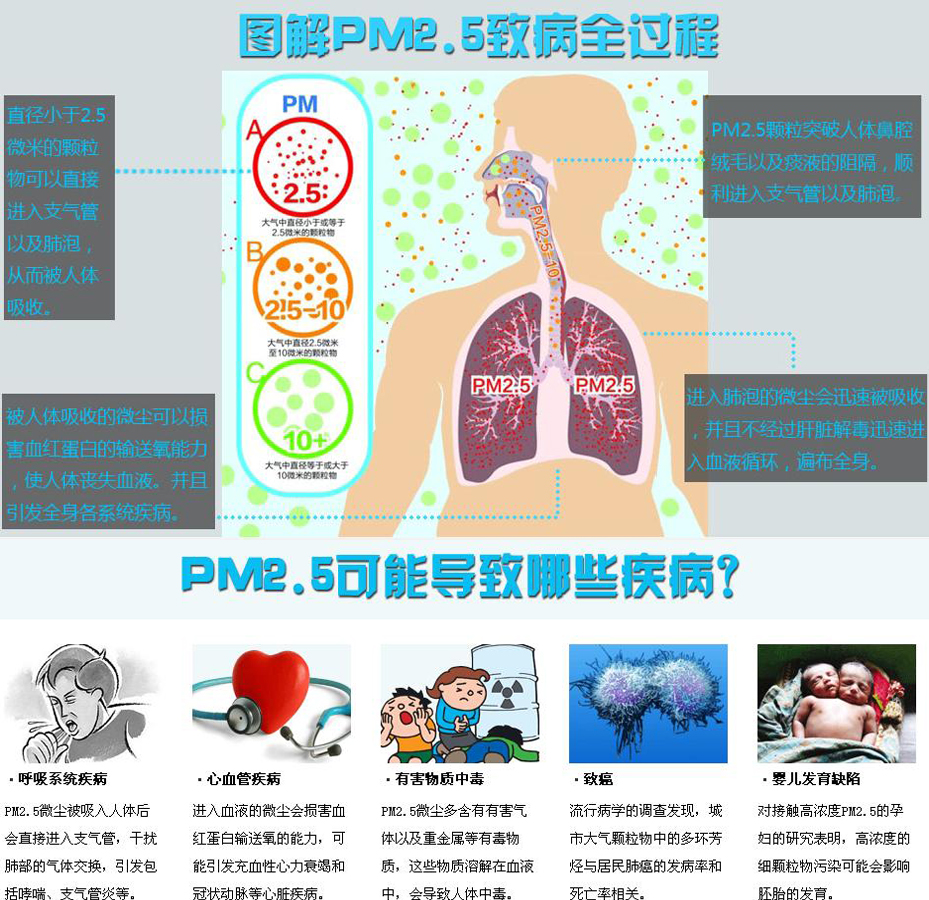 图解PM2.5致病全过程
直径小于2.5
微米的颗粒
物可以直接
进入支气管
以及肺泡，
从而被人体
吸收。
PM
A
2.5
大气中直径小于或等于
2.5微米的颗粒物
B
2.5-10
大气中直径2.5微米
至10微米的颗粒物
C
10+
大气中直径等于或大于
10微米的颗粒物
PM2.5=10
PM2.5
PM2.5
PM2.5颗粒突破人体鼻腔
绒毛以及痰液的阻隔，顺
利进入支气管以及肺泡。
进入肺泡的微尘会迅速被吸收
，并且不经过肝脏解毒迅速进
入血液循环，遍布全身。
被人体吸收的微尘可以损
害血红蛋白的输送氧能力
，使人体丧失血液。并且
引发全身各系统疾病。
PM2.5可能导致哪些疾病？
·呼吸系统疾病
PM2.5微尘被吸入人体后
会直接进入支气管，干扰
肺部的气体交换，引发包
括哮喘、支气管炎等。
·心血管疾病
进入血液的微尘会损害血
红蛋白输送氧的能力，可
能引发充血性心力衰竭和
冠状动脉等心脏疾病。
·有害物质中毒
PM2.5微尘多含有有害气
体以及重金属等有毒物
质，这些物质溶解在血液
中，会导致人体中毒。
·致癌
流行病学的调查发现，城
市大气颗粒物中的多环芳
烃与居民肺癌的发病率和
死亡率相关。
·婴儿发育缺陷
对接触高浓度PM2.5的孕
妇的研究表明，高浓度的
细颗粒物污染可能会影响
胚胎的发育。